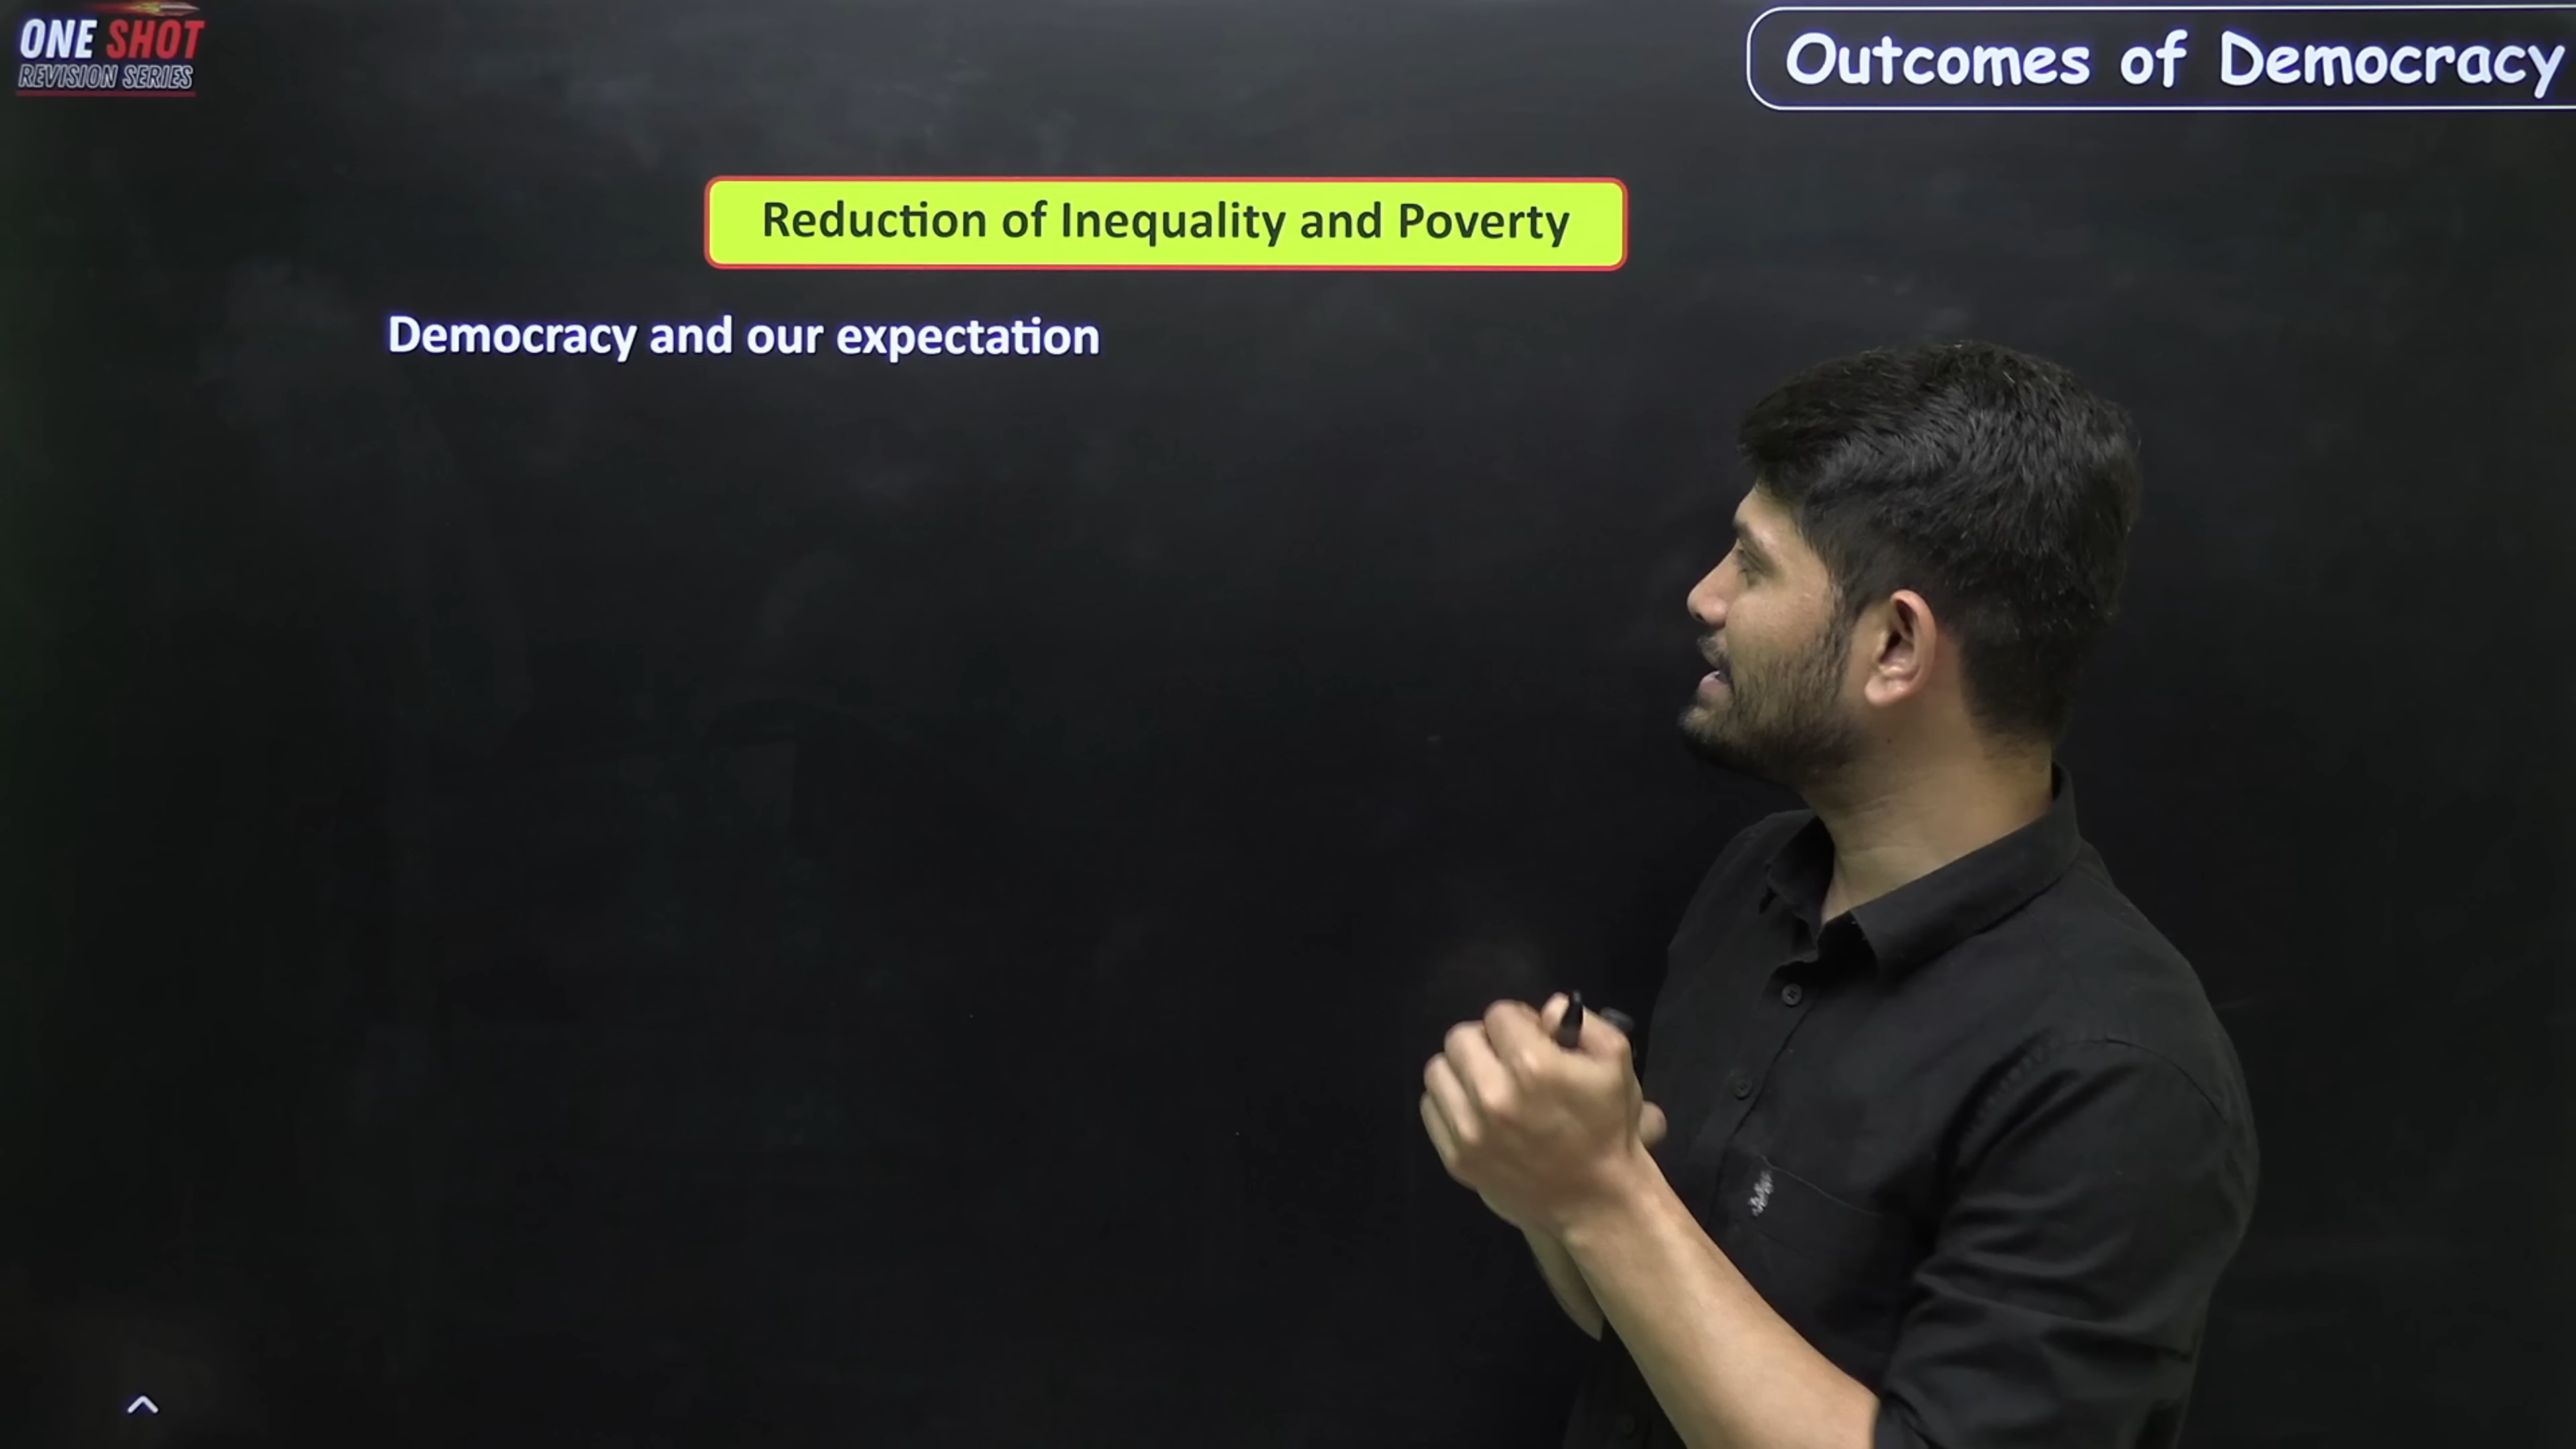 ONE SHOT
REVISION SERIES
Outcomes of Democracy
Reduction of Inequality and Poverty
Democracy and our expectation